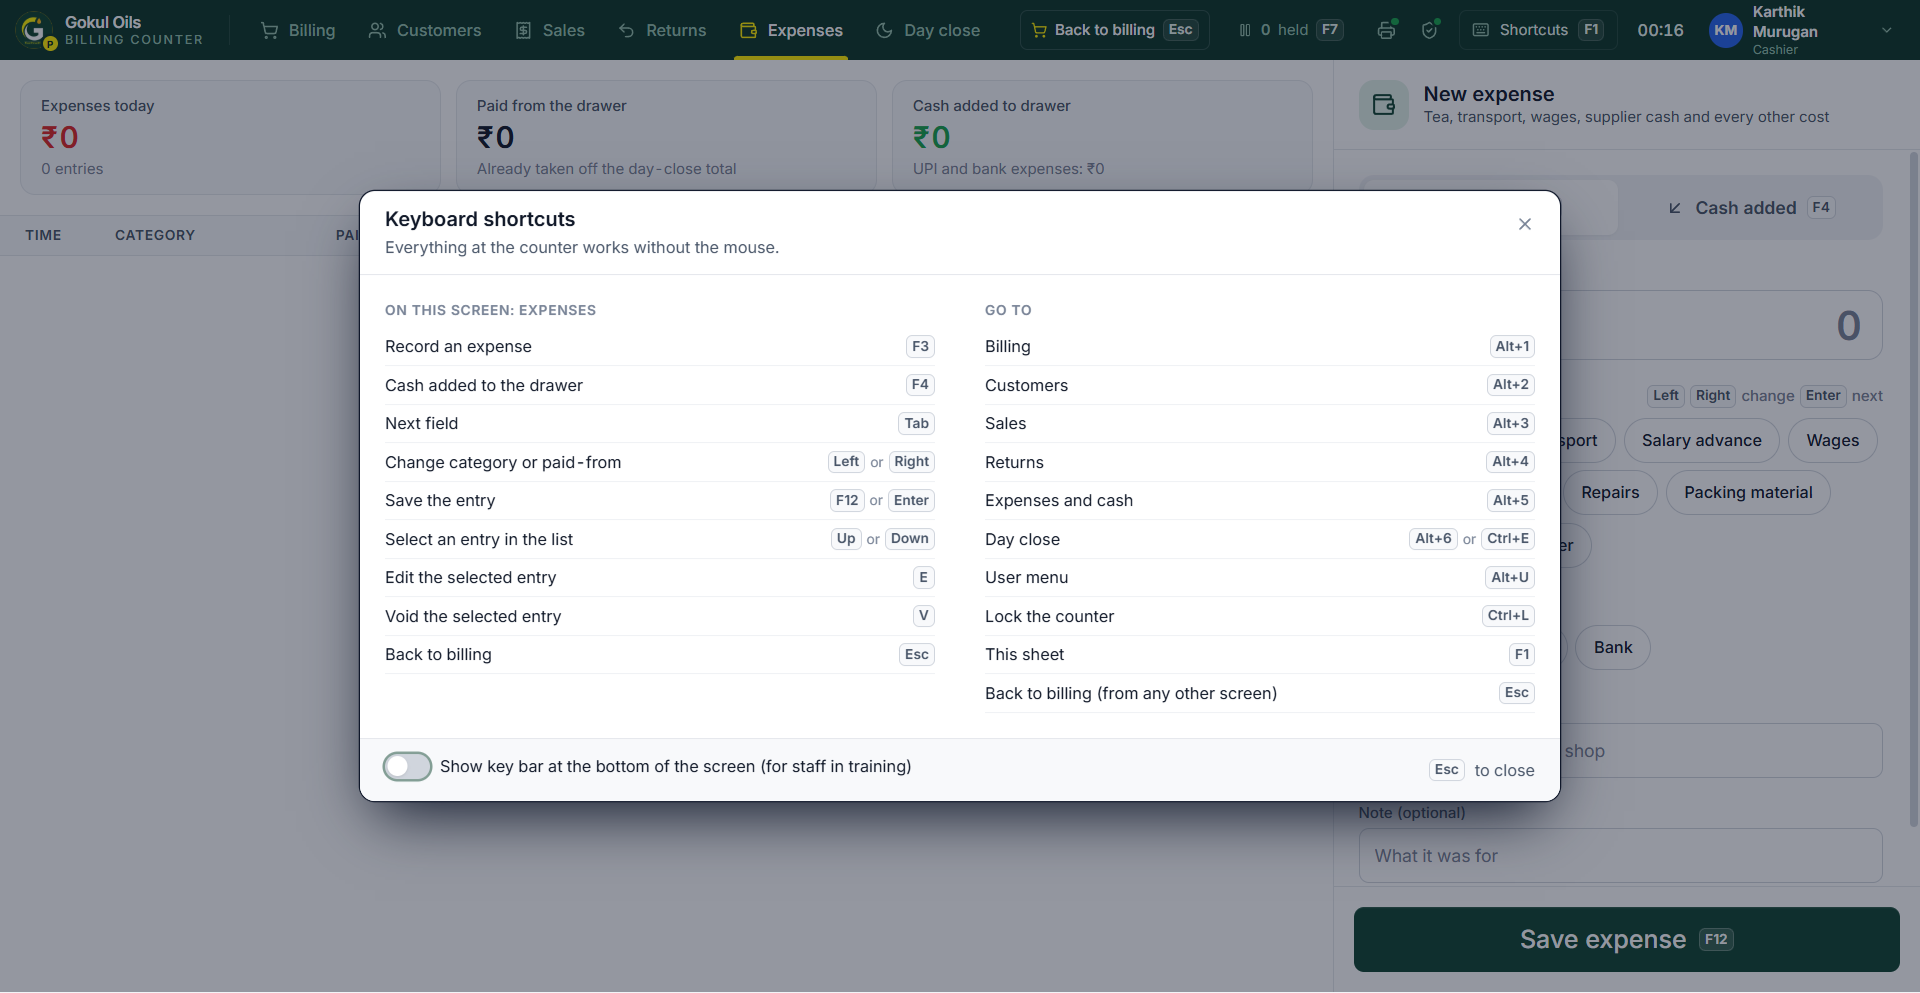 Gokul Oils
BILLING COUNTER
P
Billing
Customers
Sales
Returns
Expenses
Day close
Back to billing Esc
0 held F7
Shortcuts F1
00:16
KM
Karthik
Murugan
Cashier
Expenses today
₹0
0 entries
Paid from the drawer
₹0
Already taken off the day-close total
Cash added to drawer
₹0
UPI and bank expenses: ₹0
New expense
Tea, transport, wages, supplier cash and every other cost
TIME
CATEGORY
Keyboard shortcuts
Everything at the counter works without the mouse.
Cash added F4
ON THIS SCREEN: EXPENSES
Record an expense F3
Cash added to the drawer F4
Next field Tab
Change category or paid-from Left or Right
Save the entry F12 or Enter
Select an entry in the list Up or Down
Edit the selected entry E
Void the selected entry V
Back to billing Esc
GO TO
Billing Alt+1
Customers Alt+2
Sales Alt+3
Returns Alt+4
Expenses and cash Alt+5
Day close Alt+6 or Ctrl+E
User menu Alt+U
Lock the counter Ctrl+L
This sheet F1
Back to billing (from any other screen) Esc
Show key bar at the bottom of the screen (for staff in training)
Esc to close
0
Left Right change Enter next
Salary advance
Wages
Repairs
Packing material
Bank
shop
Note (optional)
What it was for
Save expense F12